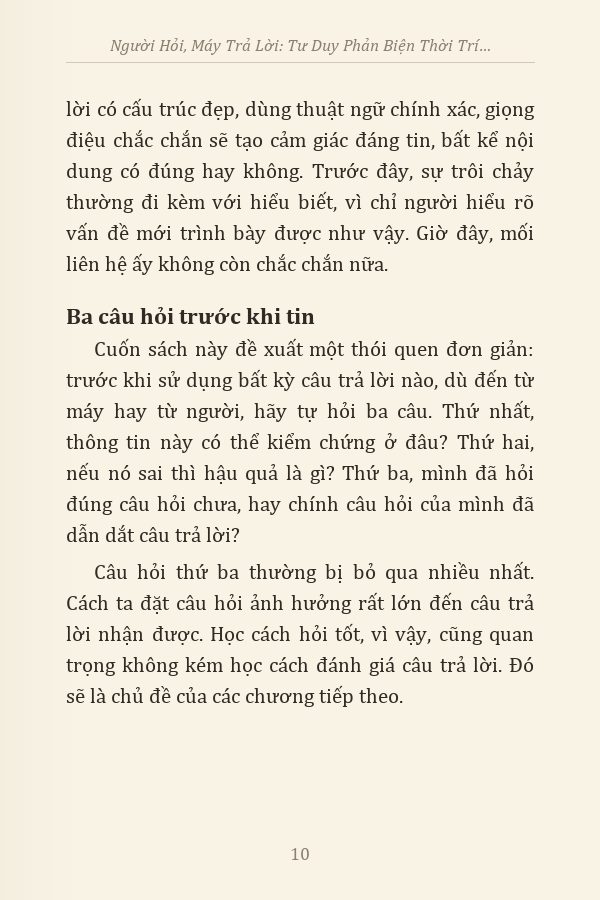 Người Hỏi, Máy Trả Lời: Tư Duy Phản Biện Thời Trí...
lời có cấu trúc đẹp, dùng thuật ngữ chính xác, giọng
điệu chắc chắn sẽ tạo cảm giác đáng tin, bất kể nội
dung có đúng hay không. Trước đây, sự trôi chảy
thường đi kèm với hiểu biết, vì chỉ người hiểu rõ
vấn đề mới trình bày được như vậy. Giờ đây, mối
liên hệ ấy không còn chắc chắn nữa.
Ba câu hỏi trước khi tin
Cuốn sách này đề xuất một thói quen đơn giản:
trước khi sử dụng bất kỳ câu trả lời nào, dù đến từ
máy hay từ người, hãy tự hỏi ba câu. Thứ nhất,
thông tin này có thể kiểm chứng ở đâu? Thứ hai,
nếu nó sai thì hậu quả là gì? Thứ ba, mình đã hỏi
đúng câu hỏi chưa, hay chính câu hỏi của mình đã
dẫn dắt câu trả lời?
Câu hỏi thứ ba thường bị bỏ qua nhiều nhất.
Cách ta đặt câu hỏi ảnh hưởng rất lớn đến câu trả
lời nhận được. Học cách hỏi tốt, vì vậy, cũng quan
trọng không kém học cách đánh giá câu trả lời. Đó
sẽ là chủ đề của các chương tiếp theo.
10